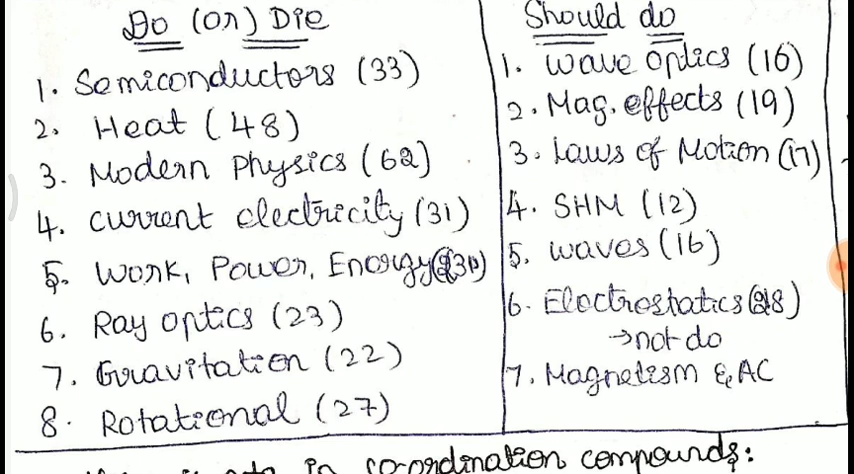 Do (or) Die
1. Semiconductors (33)
2. Heat (48)
3. Modern physics (62)
4. current electricity (31)
5. Work, Power, Energy
6. Ray optics (23)
7. Gravitation (22)
8. Rotational (27)
Should do
1. wave optics (16)
2. Mag. effects (19)
3. Laws of Motion (17)
4. SHM (12)
5. waves (16)
6. Electrostatics
→ not do
7. Magnetism & AC
in co-ordination compounds: